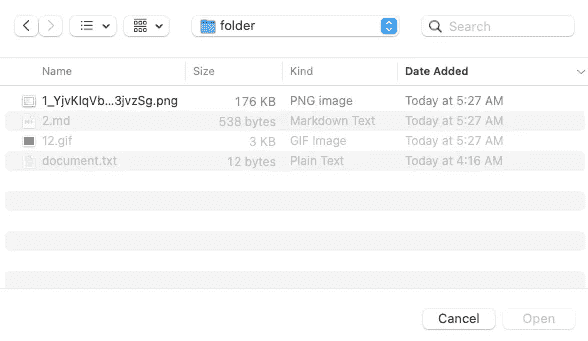 folder Search
Name Size Kind Date Added
1_YjvKIqVb...3jvzSg.png 176 KB PNG image Today at 5:27 AM
2.md 538 bytes Markdown Text Today at 5:27 AM
12.gif 3 KB GIF Image Today at 5:27 AM
document.txt 12 bytes Plain Text Today at 4:16 AM
Cancel Open